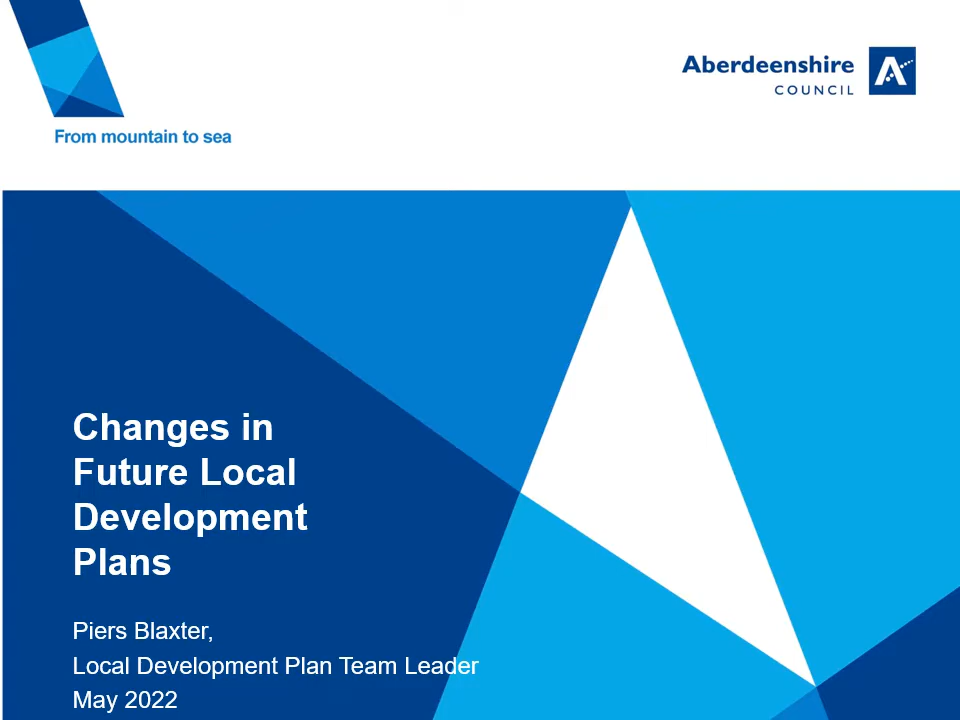 Aberdeenshire
COUNCIL
From mountain to sea
Changes in
Future Local
Development
Plans
Piers Blaxter,
Local Development Plan Team Leader
May 2022